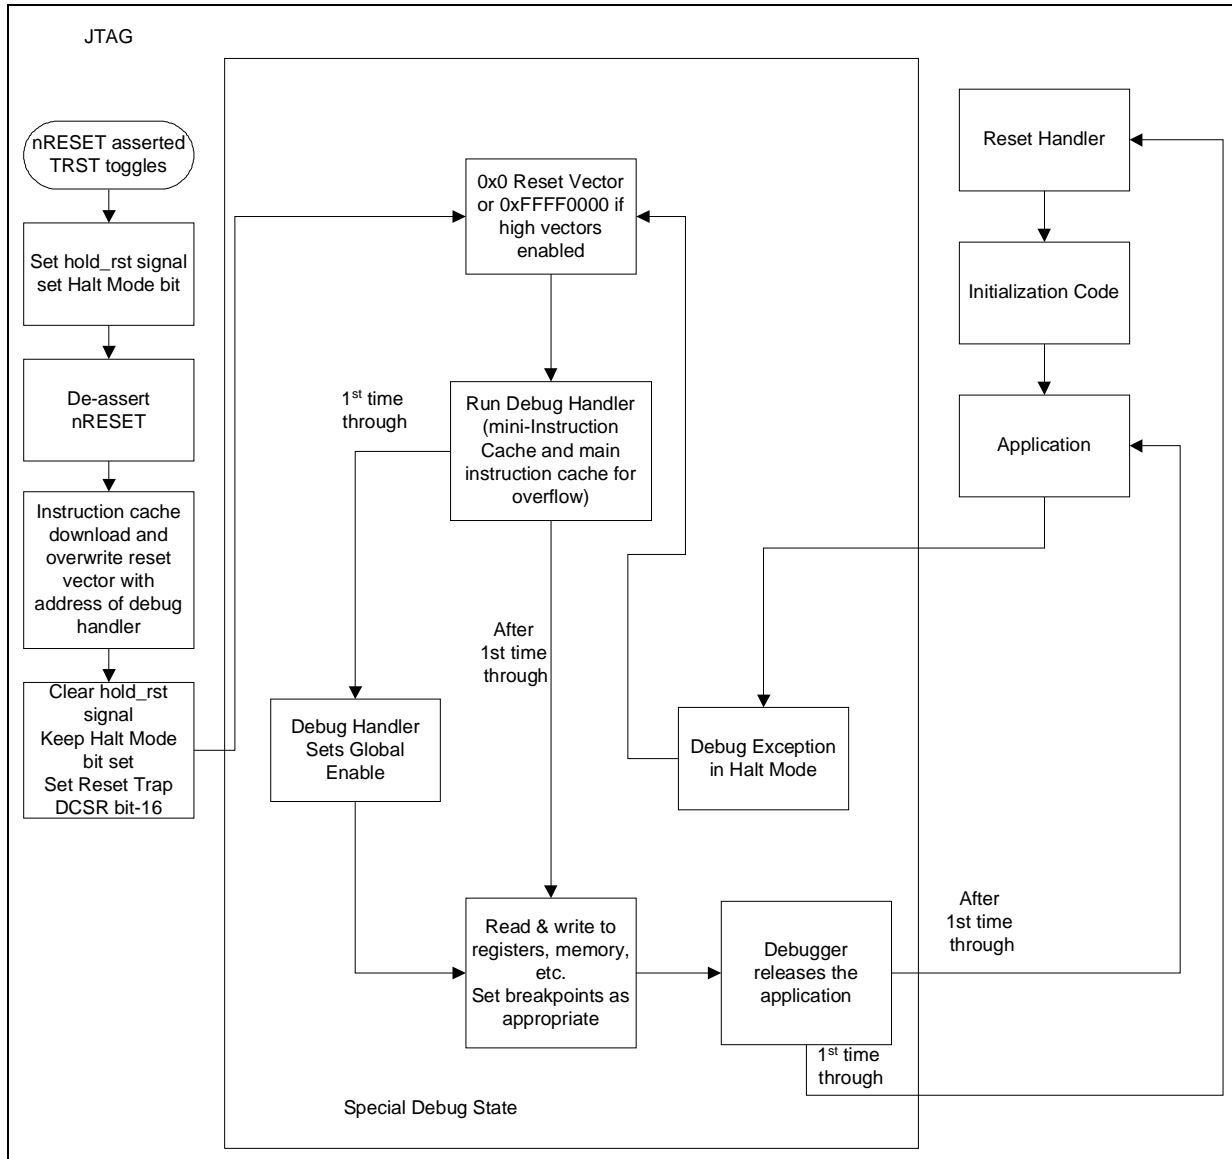 JTAG
nRESET asserted
TRST toggles
Set hold_rst signal
set Halt Mode bit
De-assert
nRESET
Instruction cache
download and
overwrite reset
vector with
address of debug
handler
Clear hold_rst
signal
Keep Halt Mode
bit set
Set Reset Trap
DCSR bit-16
0x0 Reset Vector
or 0xFFFF0000 if
high vectors
enabled
1st time
through
Run Debug Handler
(mini-Instruction
Cache and main
instruction cache for
overflow)
After
1st time
through
Debug Handler
Sets Global
Enable
Debug Exception
in Halt Mode
Read & write to
registers, memory,
etc.
Set breakpoints as
appropriate
Debugger
releases the
application
1st time
through
After
1st time
through
Reset Handler
Initialization Code
Application
Special Debug State